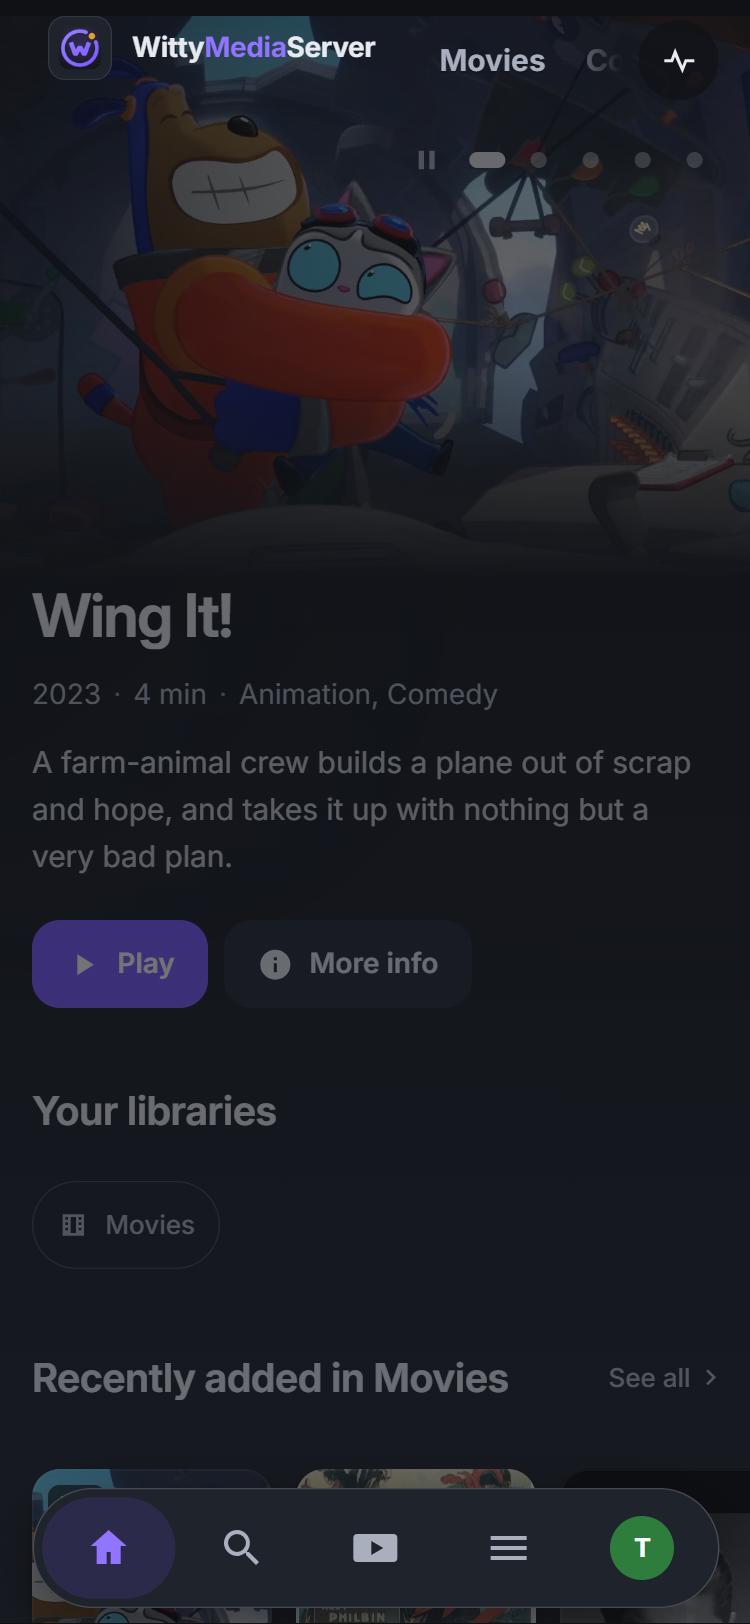 WittyMediaServer
Movies
Wing It!
2023 · 4 min · Animation, Comedy
A farm-animal crew builds a plane out of scrap
and hope, and takes it up with nothing but a
very bad plan.
Play
More info
Your libraries
Movies
Recently added in Movies
See all
T
PHILBIN